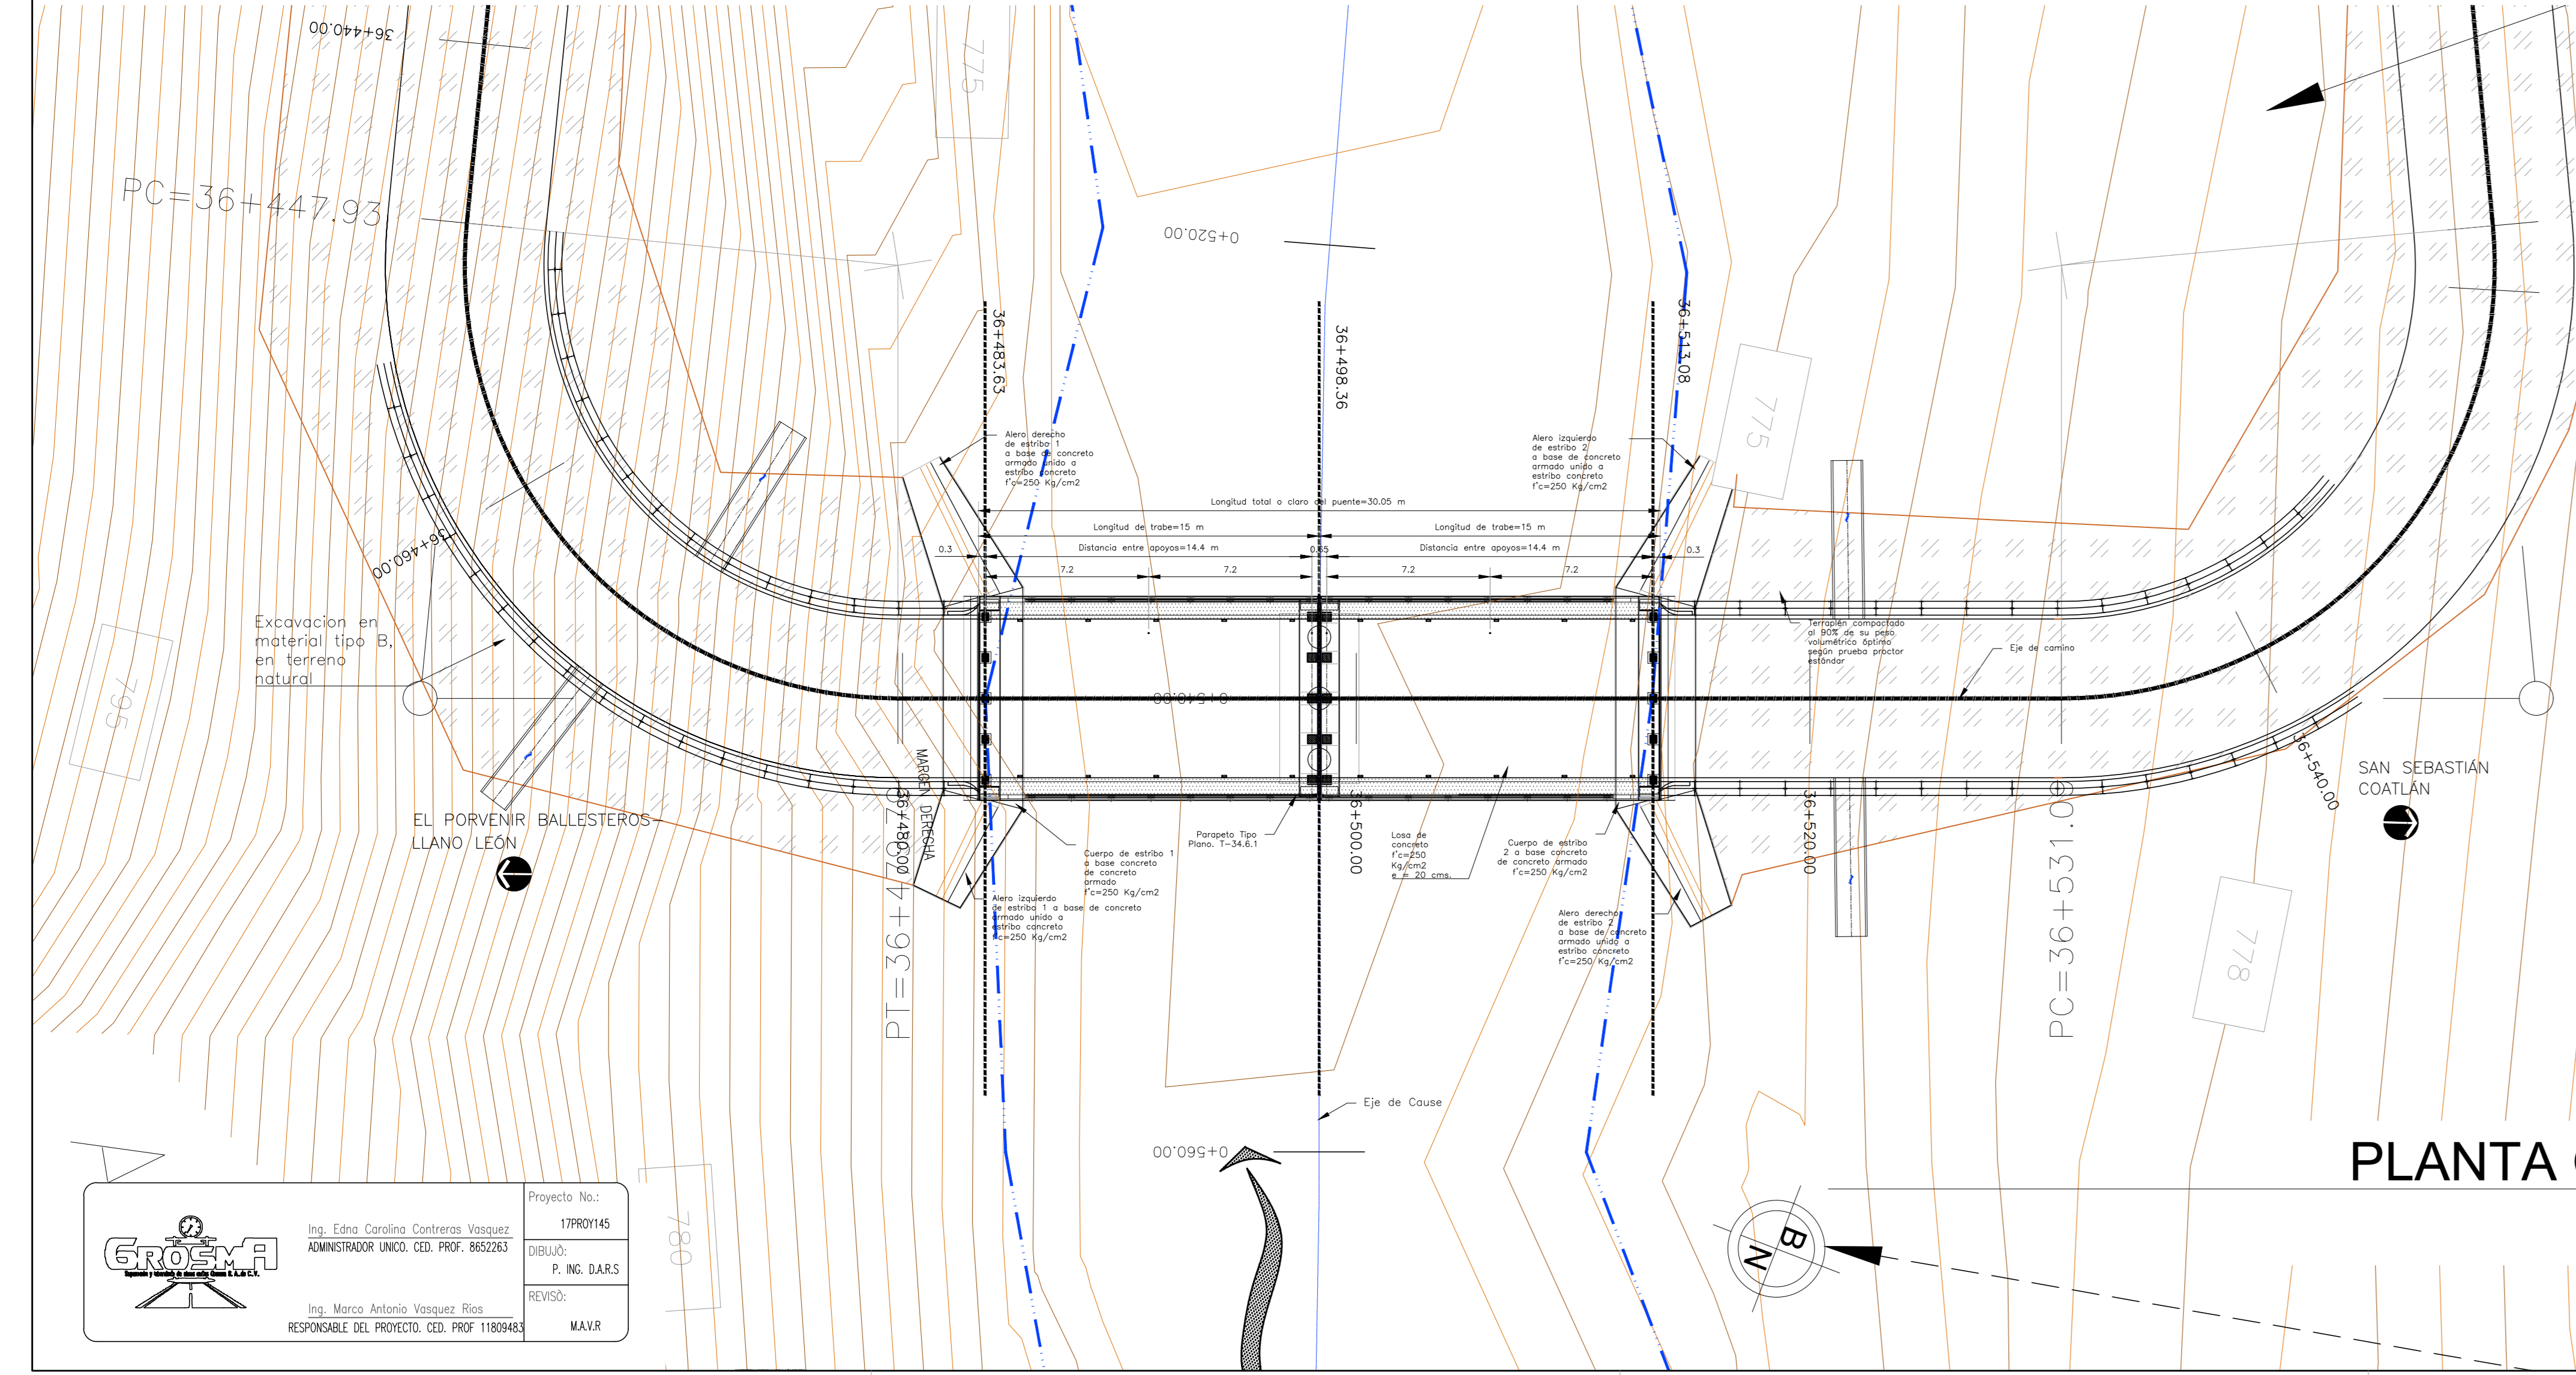 36+440.00
775
PC=36+447.93
0+520.00
36+483.63
36+498.36
36+513.08
775
Alero derecho
de estribo 1
a base de concreto
armado unido a
estribo concreto
f'c=250 Kg/cm2
Alero izquierdo
de estribo 2
a base de concreto
armado unido a
estribo concreto
f'c=250 Kg/cm2
Longitud total o claro del puente=30.05 m
Longitud de trabe=15 m
Longitud de trabe=15 m
0.3
Distancia entre apoyos=14.4 m
0.65
Distancia entre apoyos=14.4 m
0.3
7.2
7.2
7.2
7.2
36+460.00
Excavacion en
material tipo B,
en terreno
natural
Terraplén compactado
al 90% de su peso
volumétrico óptimo
según prueba proctor
estándar
Eje de camino
795
0+540.00
MARGEN DERECHA
36+480.00
36+500.00
36+520.00
36+540.00
SAN SEBASTIÁN
COATLÁN
EL PORVENIR BALLESTEROS-
LLANO LEÓN
Parapeto Tipo
Plano. T-34.6.1
Losa de
concreto
f'c=250
Kg/cm2
e = 20 cms.
Cuerpo de estribo
2 a base concreto
de concreto armado
f'c=250 Kg/cm2
Cuerpo de estribo 1
a base concreto
de concreto
armado
f'c=250 Kg/cm2
Alero izquierdo
de estribo 1 a base de concreto
armado unido a
estribo concreto
f'c=250 Kg/cm2
Alero derecho
de estribo 2
a base de concreto
armado unido a
estribo concreto
f'c=250 Kg/cm2
PC=36+531.09
778
Eje de Cause
0+560.00
PLANTA
B
N
780
GROSMA
Ing. Edna Carolina Contreras Vasquez
ADMINISTRADOR UNICO. CED. PROF. 8652263
Ing. Marco Antonio Vasquez Rios
RESPONSABLE DEL PROYECTO. CED. PROF 11809483
Proyecto No.:
17PROY145
DIBUJÒ:
P. ING. D.A.R.S
REVISÒ:
M.A.V.R